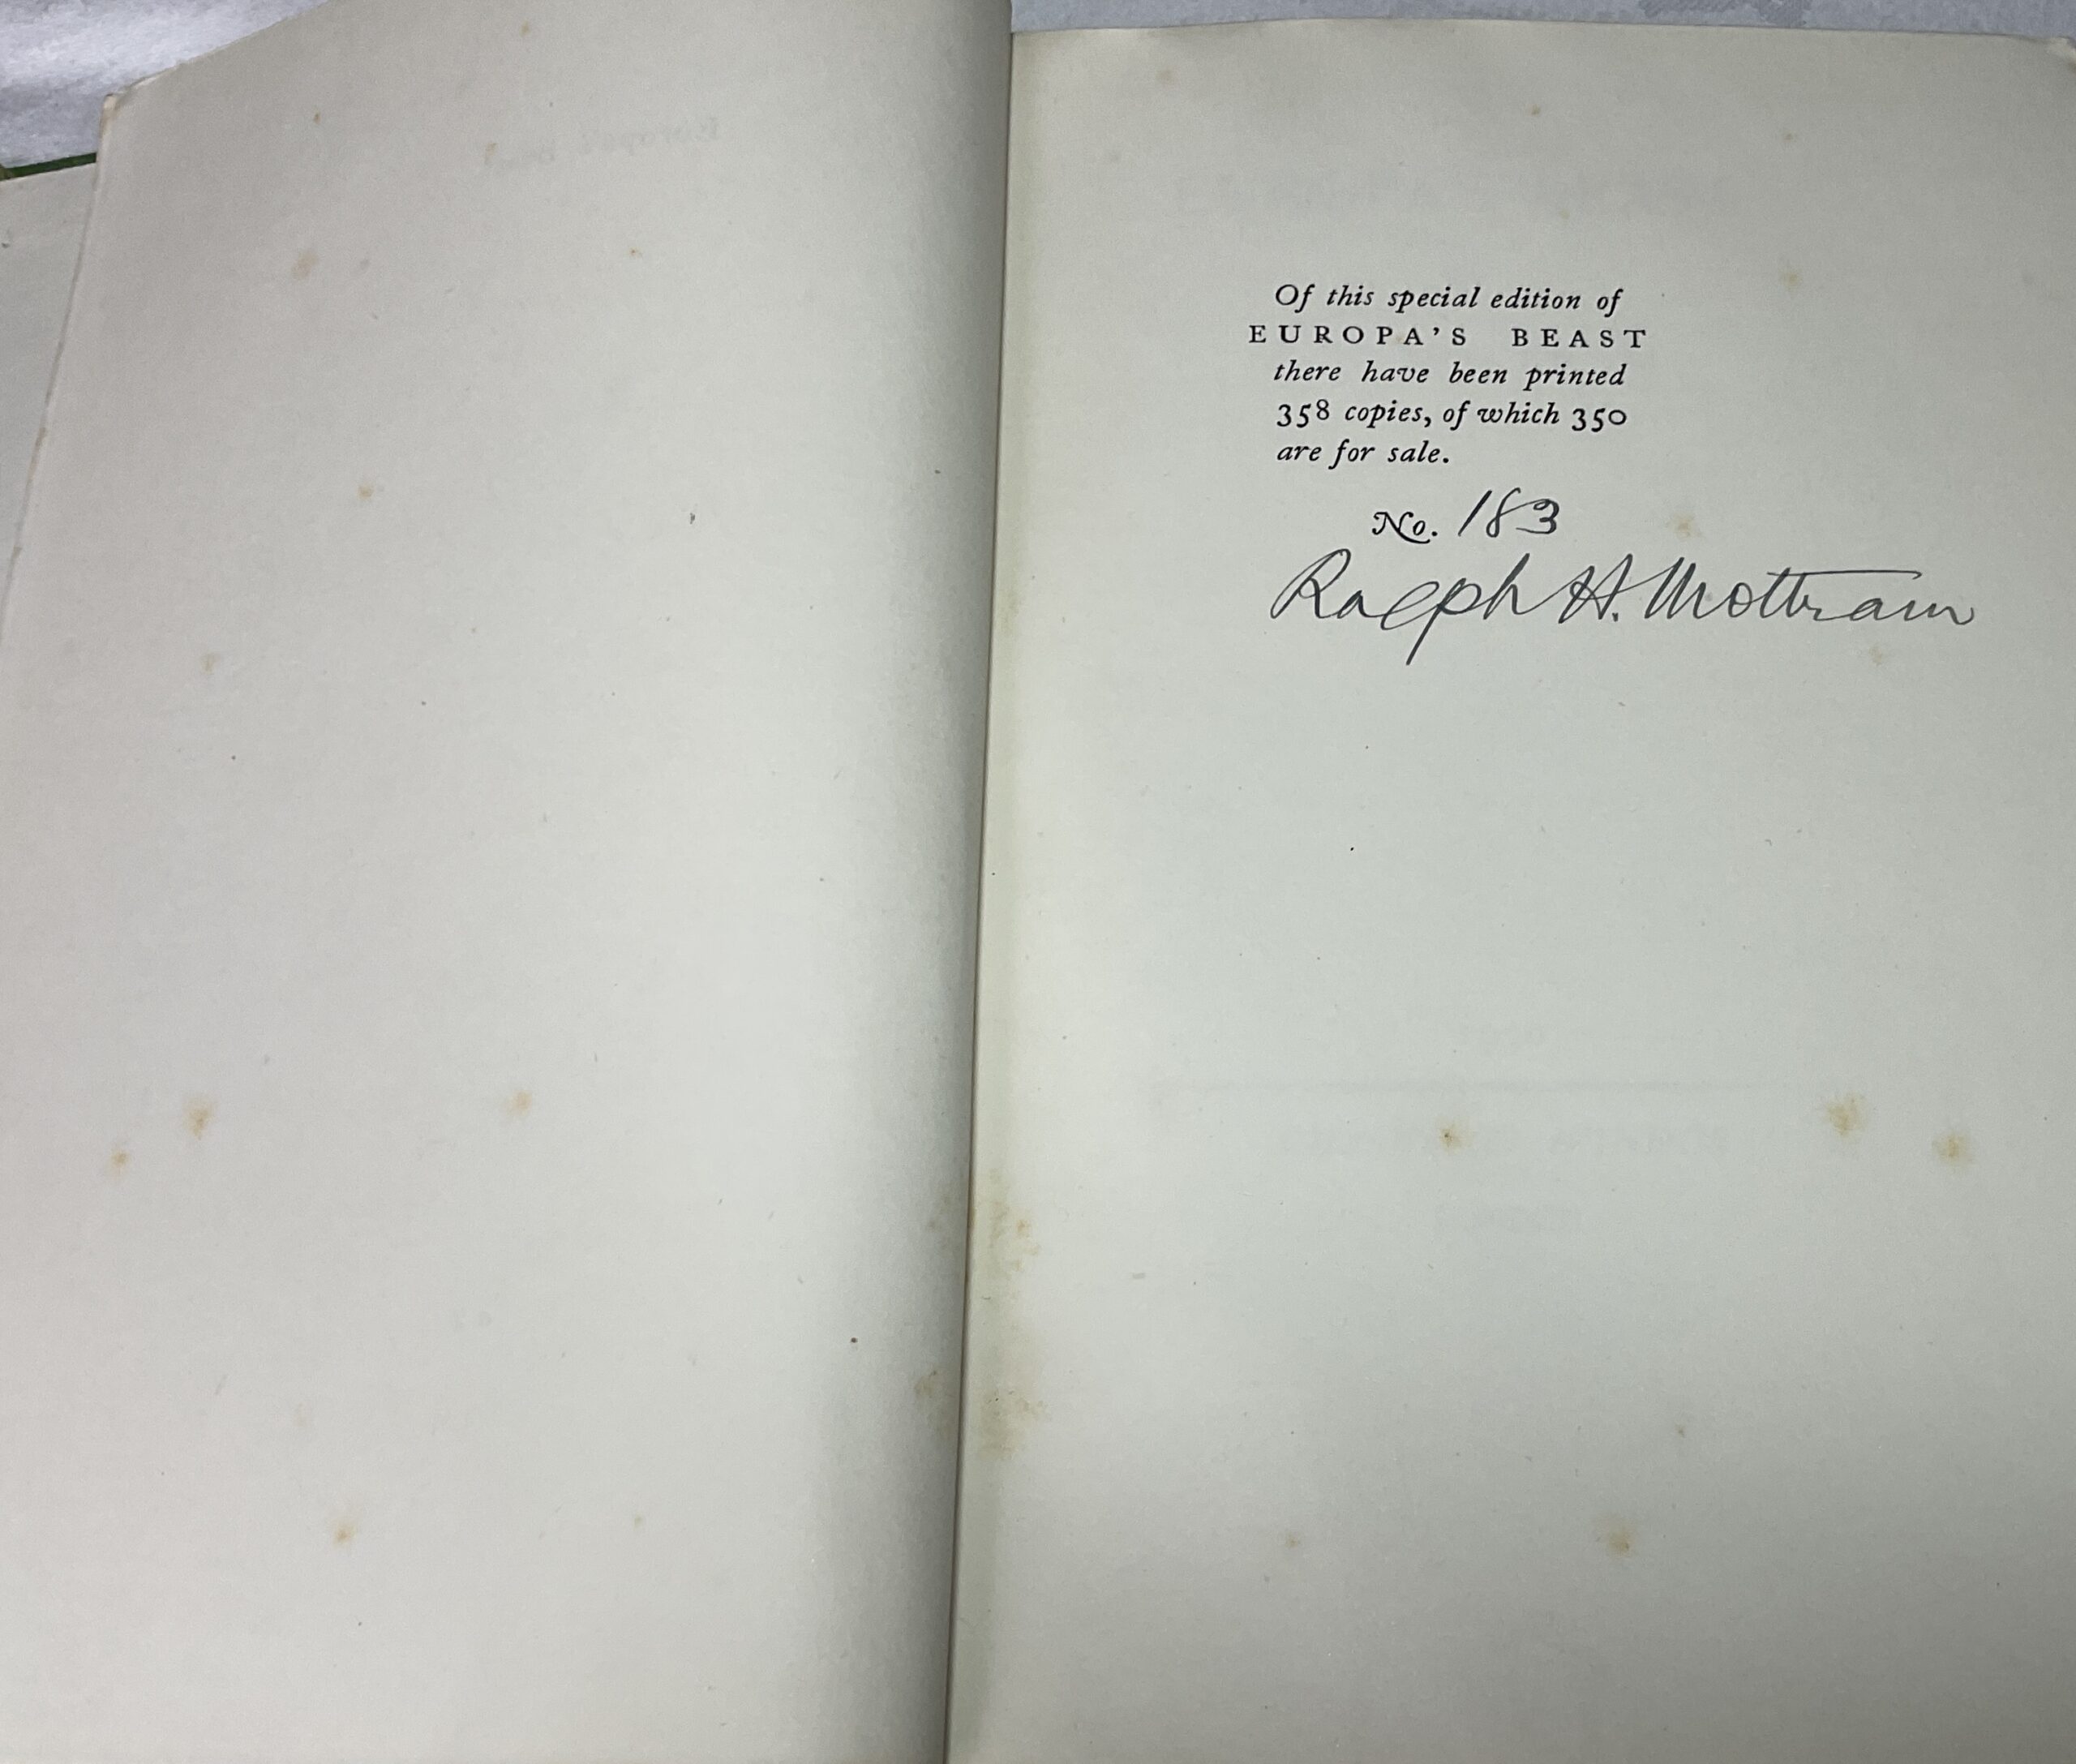 Of this special edition of
EUROPA'S BEAST
there have been printed
358 copies, of which 350
are for sale.
No. 183
Ralph H. Mottram